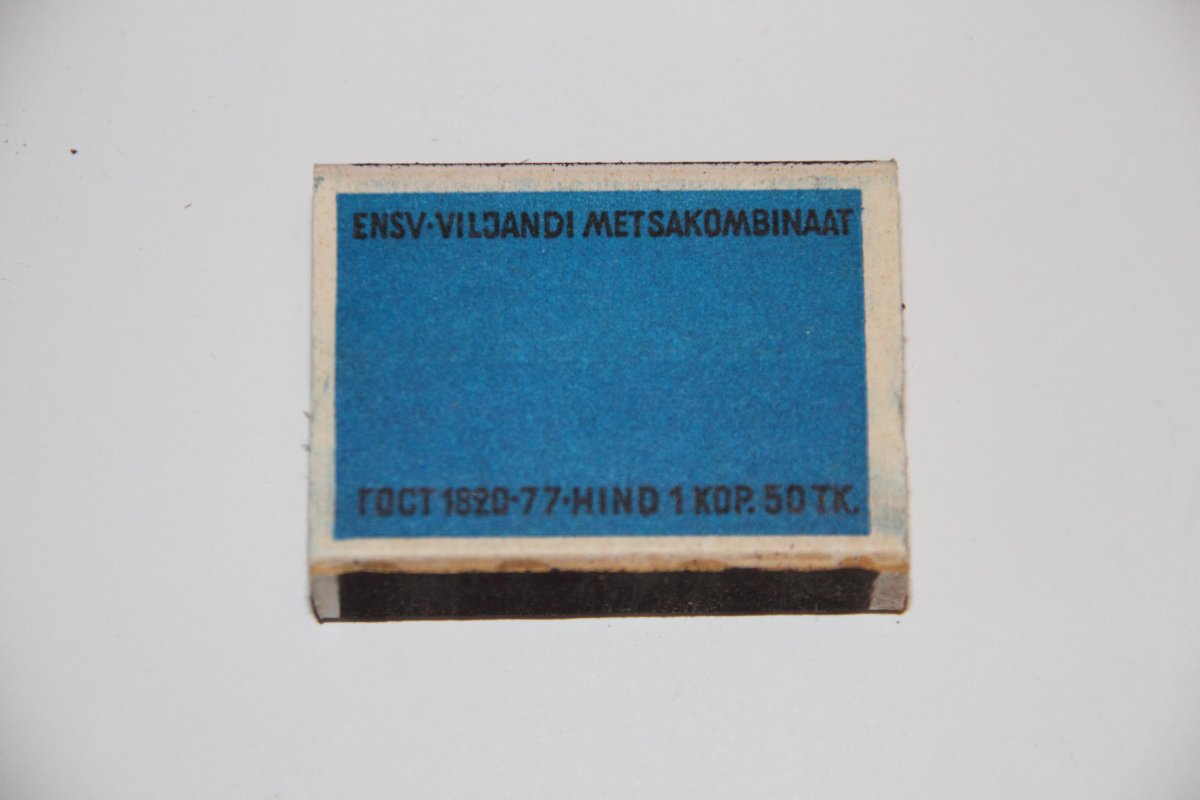 ENSV·VILJANDI METSAKOMBINAAT
ГОСТ 1820-77·HIND 1 KOP. 50 TK.